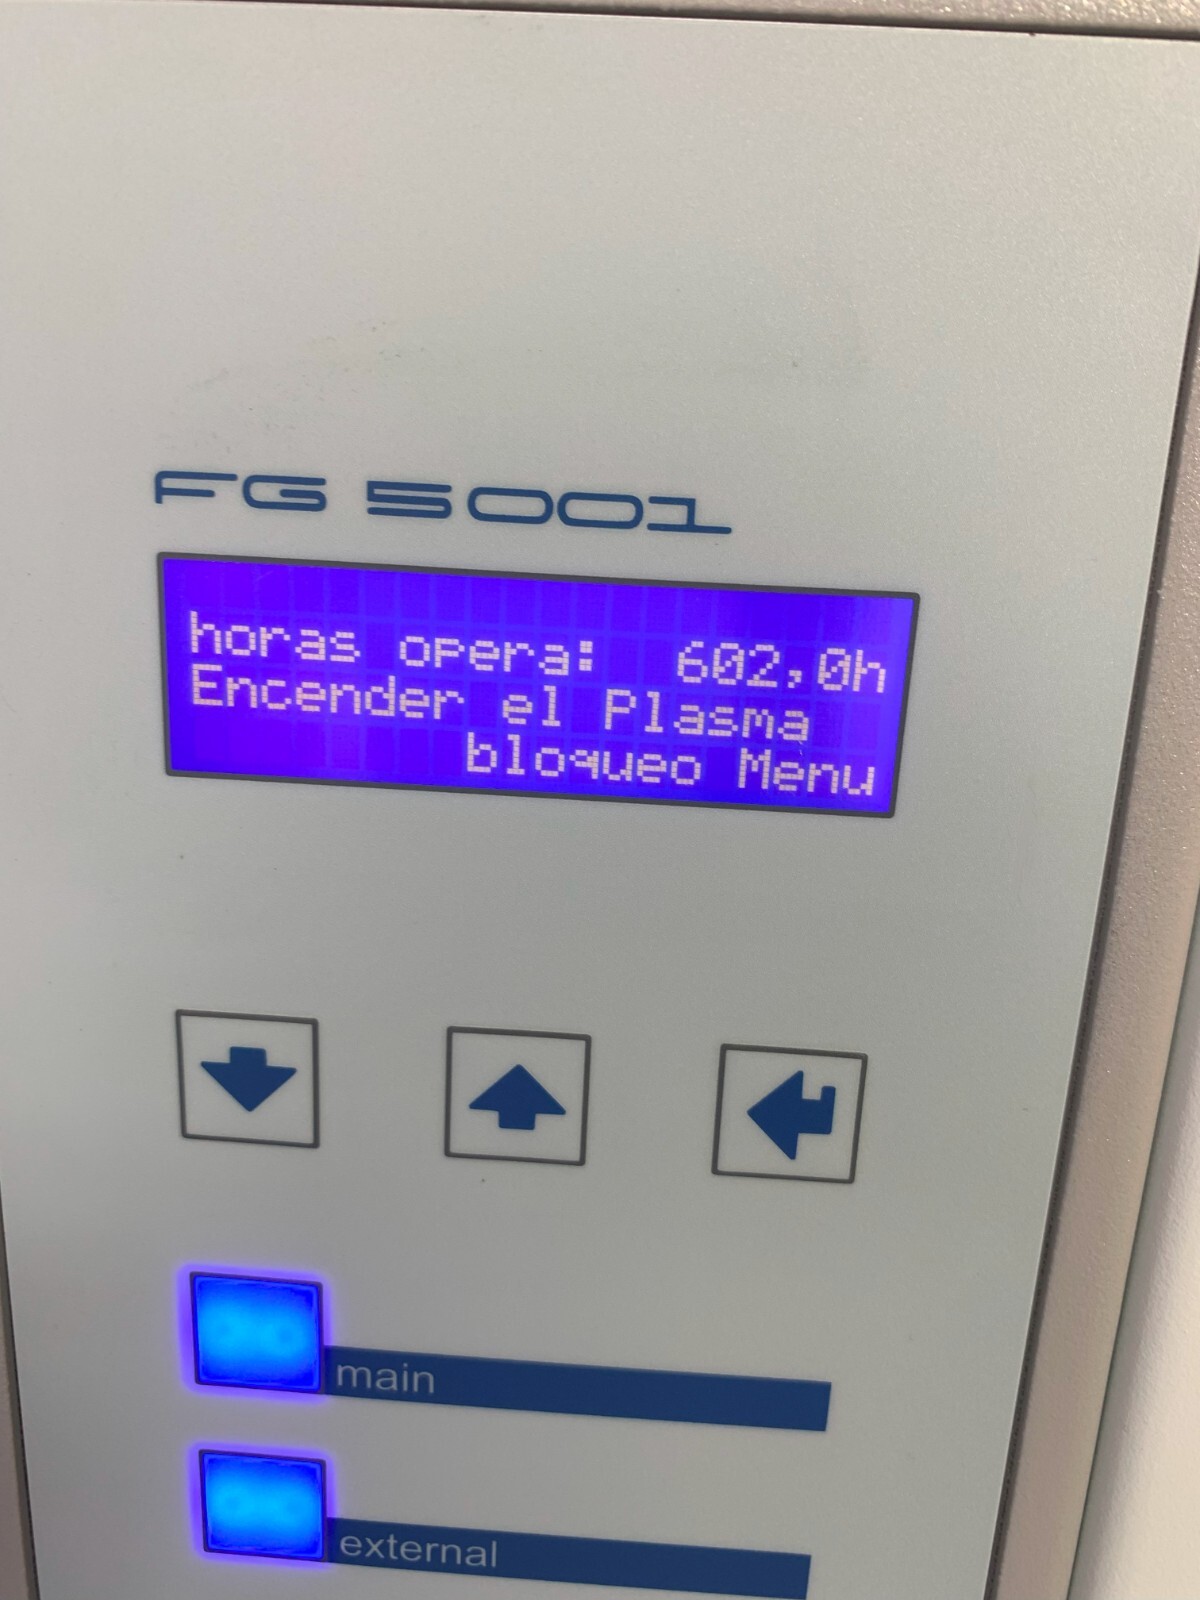 FG 5001
horas opera: 602,0h
Encender el Plasma
bloqueo Menu
main
external